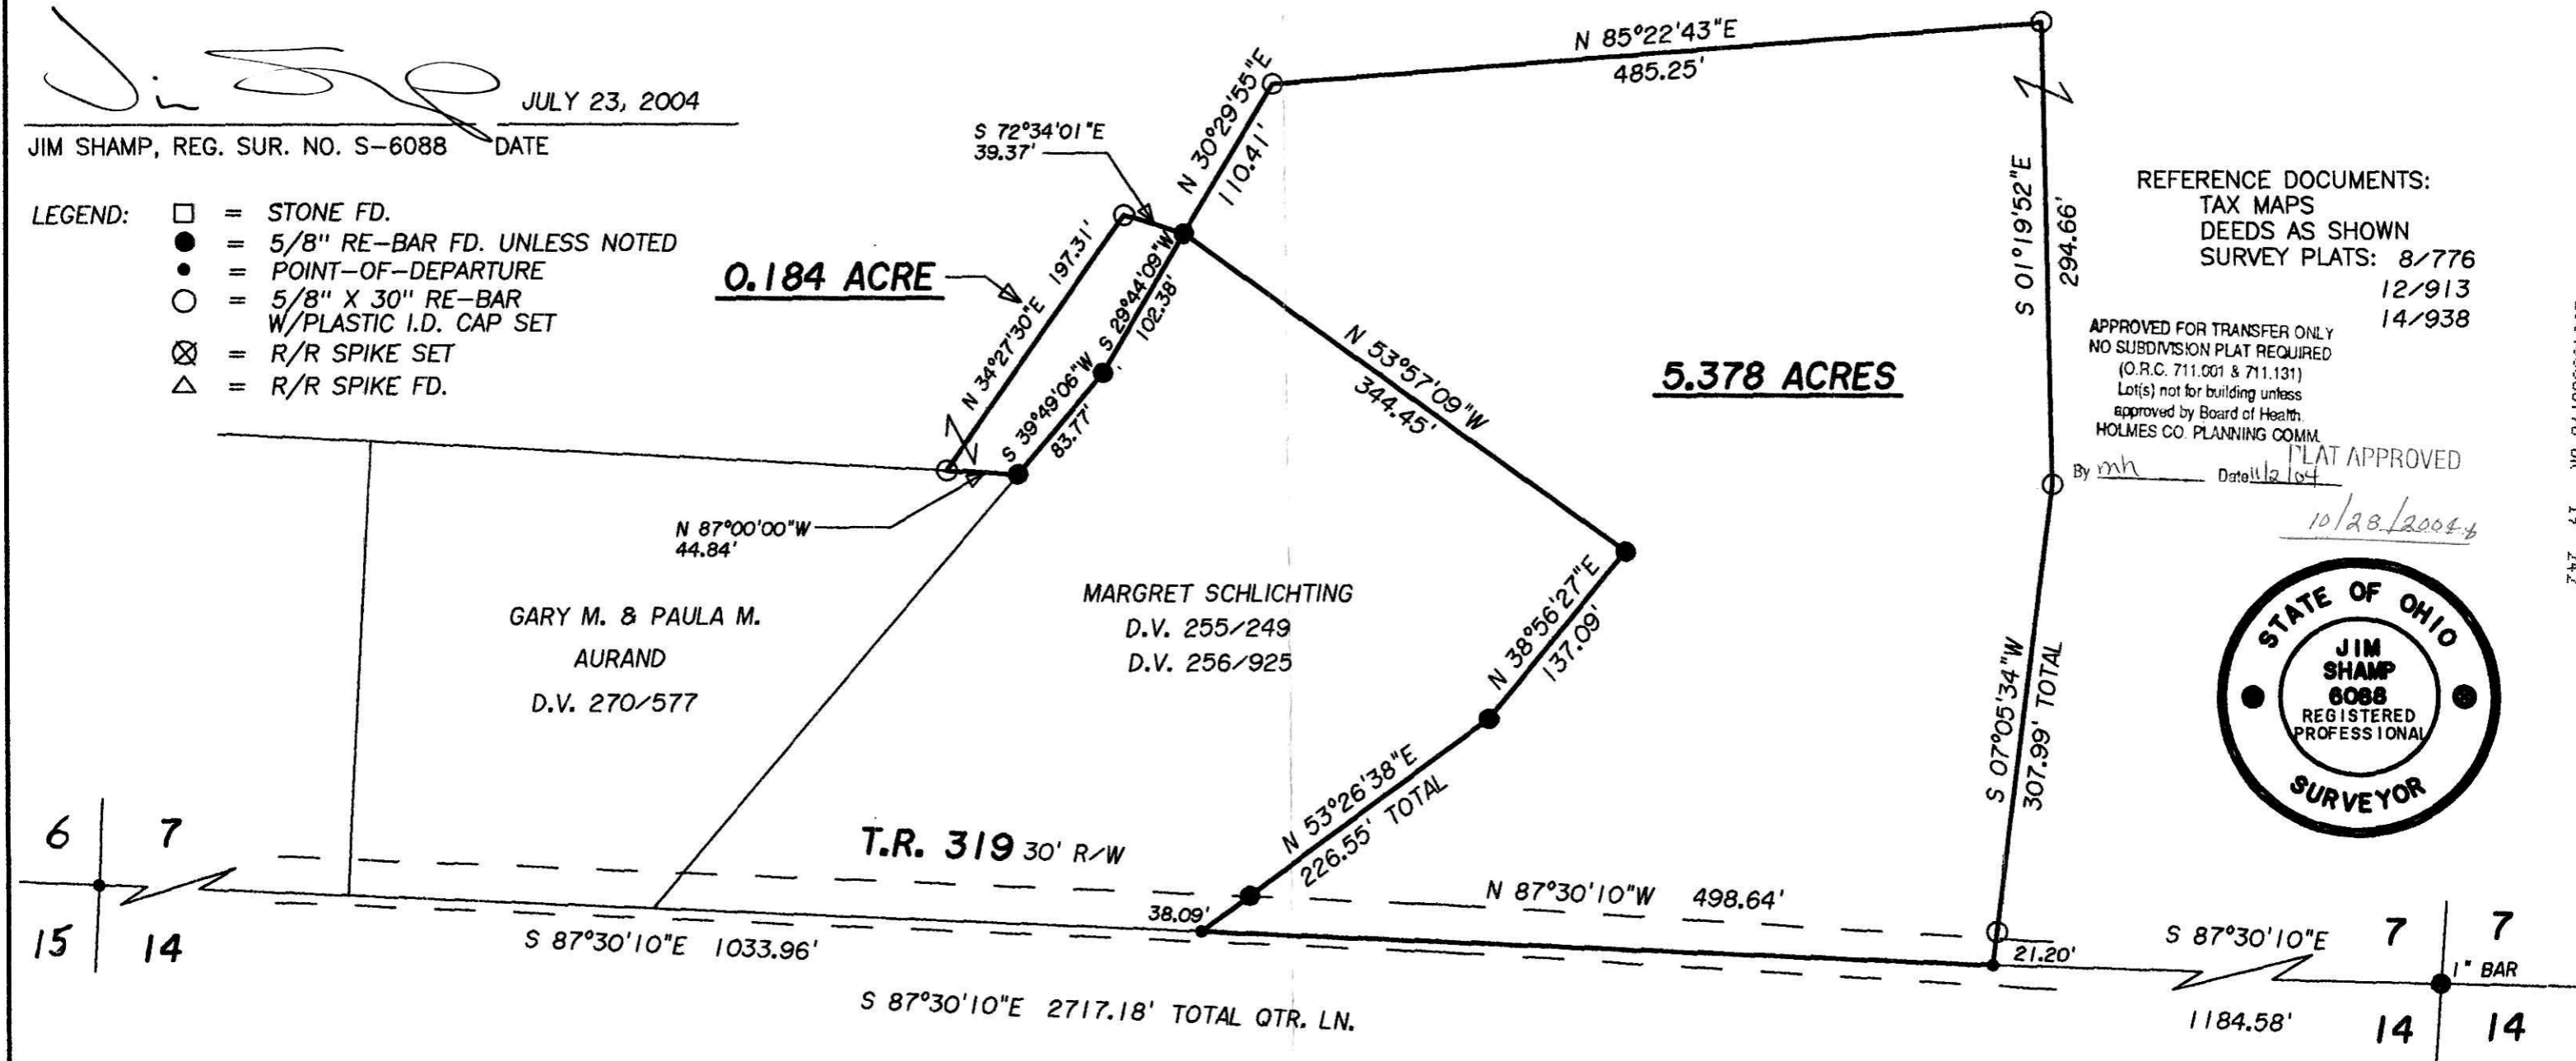 JULY 23, 2004
JIM SHAMP, REG. SUR. NO. S-6088 DATE
LEGEND:
□ = STONE FD.
● = 5/8" RE-BAR FD. UNLESS NOTED
• = POINT-OF-DEPARTURE
○ = 5/8" X 30" RE-BAR
W/PLASTIC I.D. CAP SET
⊗ = R/R SPIKE SET
△ = R/R SPIKE FD.
N 85°22'43"E
485.25'
N 30°29'55"E
110.41'
S 72°34'01"E
39.37'
0.184 ACRE
N 34°27'30"E 197.31'
S 29°44'09"W
102.38'
S 39°49'06"W
83.77'
N 87°00'00"W
44.84'
N 53°57'09"W
344.45'
5.378 ACRES
S 01°19'52"E
294.66'
REFERENCE DOCUMENTS:
TAX MAPS
DEEDS AS SHOWN
SURVEY PLATS: 8/776
12/913
14/938
APPROVED FOR TRANSFER ONLY
NO SUBDIVISION PLAT REQUIRED
(O.R.C. 711.001 & 711.131)
Lot(s) not for building unless
approved by Board of Health.
HOLMES CO. PLANNING COMM.
PLAT APPROVED
By mh Date 11/2/04
10/28/2004
STATE OF OHIO
JIM
SHAMP
6088
REGISTERED
PROFESSIONAL
SURVEYOR
GARY M. & PAULA M.
AURAND
D.V. 270/577
MARGRET SCHLICHTING
D.V. 255/249
D.V. 256/925
N 38°56'27"E
137.09'
N 53°26'38"E
226.55' TOTAL
S 07°05'34"W
307.99' TOTAL
6 7
15 14
T.R. 319 30' R/W
38.09'
N 87°30'10"W 498.64'
21.20'
S 87°30'10"E 1033.96'
S 87°30'10"E
1184.58'
7 7
1" BAR
14 14
S 87°30'10"E 2717.18' TOTAL QTR. LN.